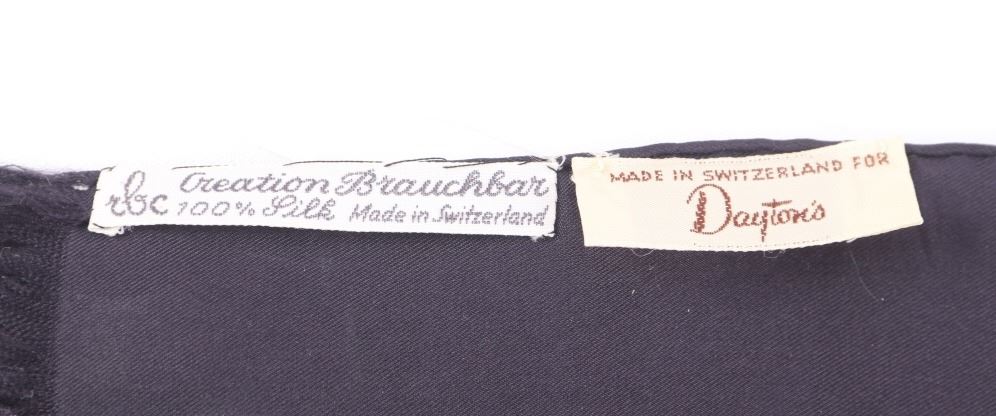 rbc
Creation Brauchbar
100% Silk Made in Switzerland
MADE IN SWITZERLAND FOR
Dayton's